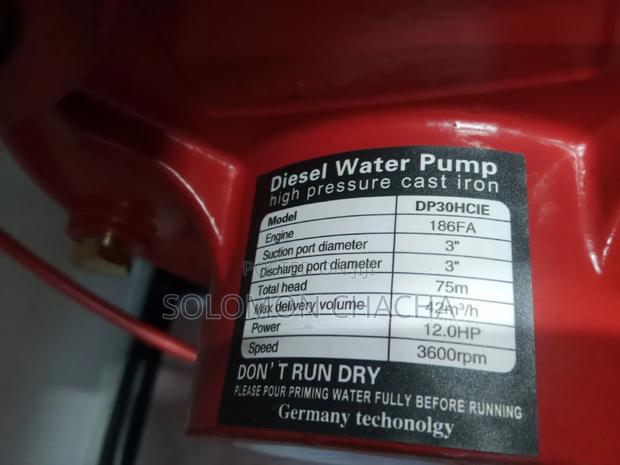 Diesel Water Pump
high pressure cast iron
Model DP30HCIE
Engine 186FA
Suction port diameter 3"
Discharge port diameter 3"
Total head 75m
Max delivery volume 42m³/h
Power 12.0HP
Speed 3600rpm
DON'T RUN DRY
PLEASE POUR PRIMING WATER FULLY BEFORE RUNNING
Germany techonolgy
SOLOMON CHACHA